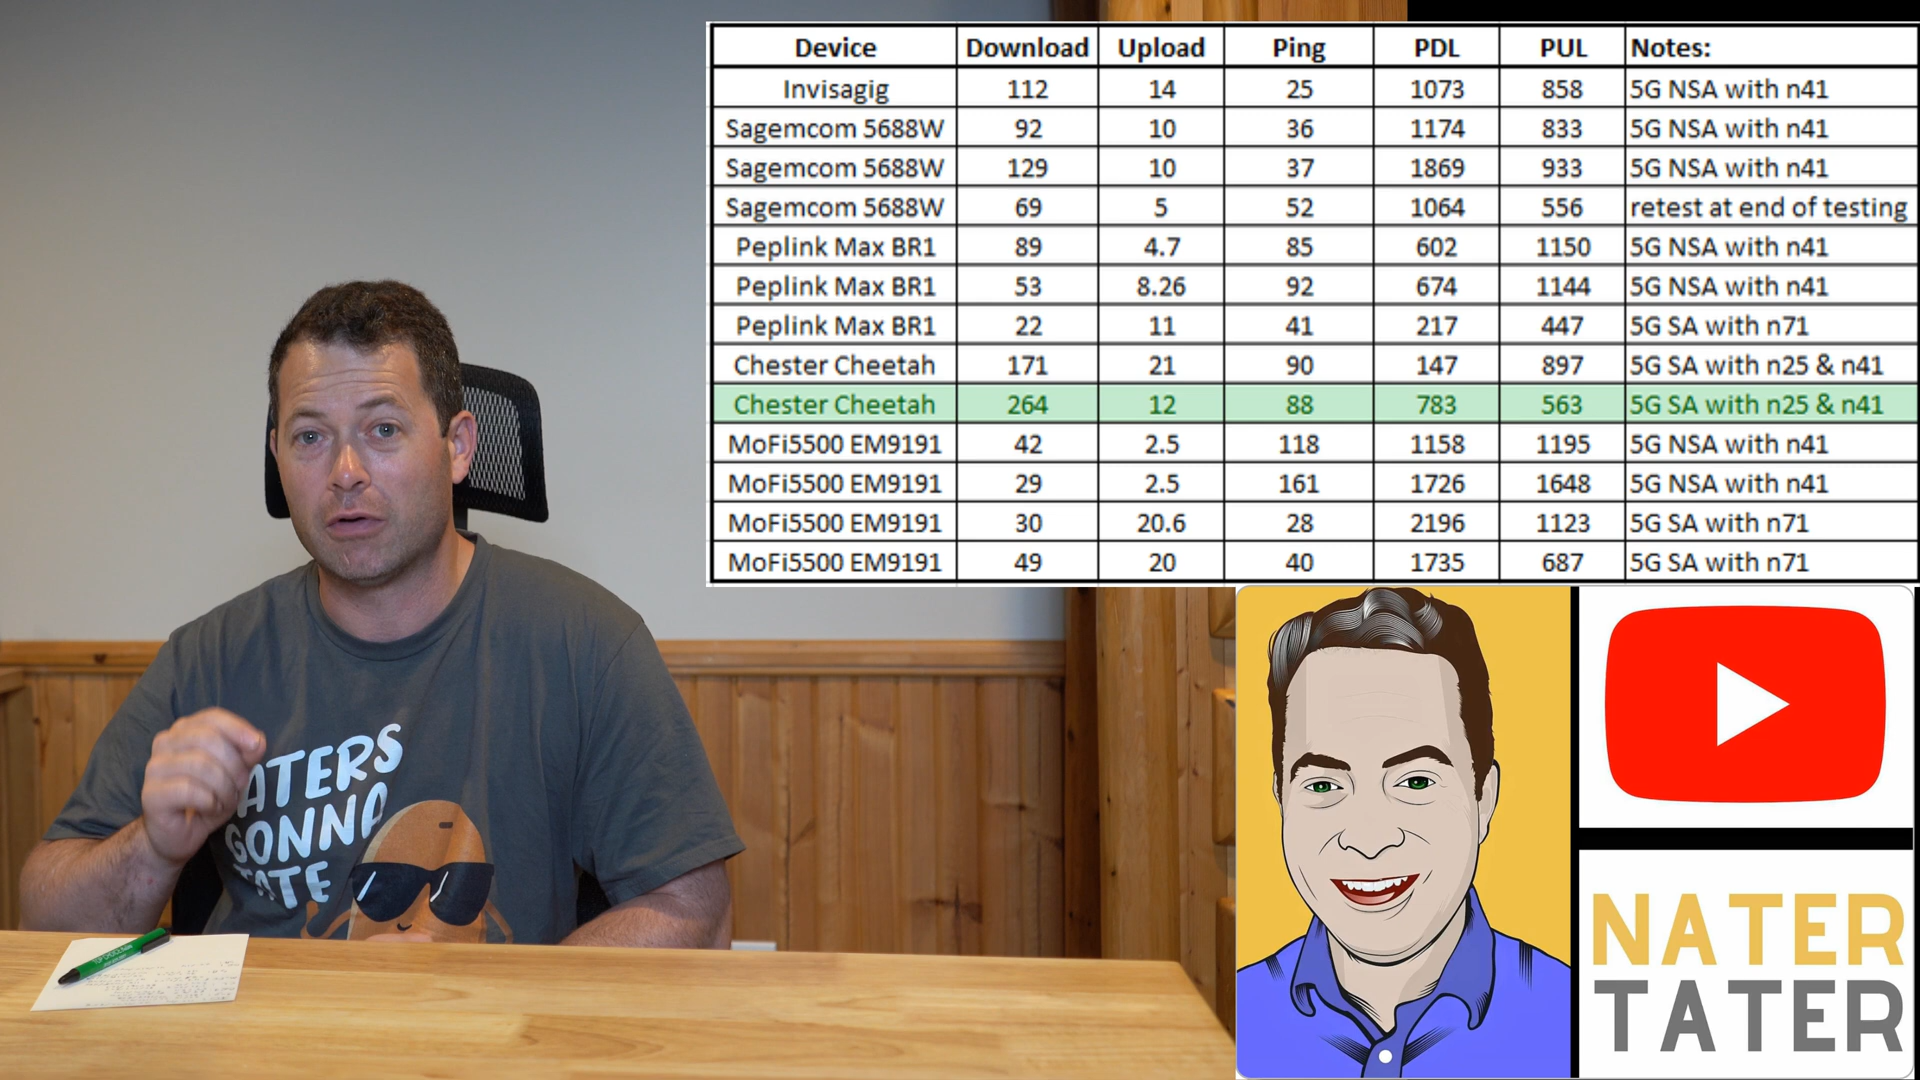 Device Download Upload Ping PDL PUL Notes:
Invisagig 112 14 25 1073 858 5G NSA with n41
Sagemcom 5688W 92 10 36 1174 833 5G NSA with n41
Sagemcom 5688W 129 10 37 1869 933 5G NSA with n41
Sagemcom 5688W 69 5 52 1064 556 retest at end of testing
Peplink Max BR1 89 4.7 85 602 1150 5G NSA with n41
Peplink Max BR1 53 8.26 92 674 1144 5G NSA with n41
Peplink Max BR1 22 11 41 217 447 5G SA with n71
Chester Cheetah 171 21 90 147 897 5G SA with n25 & n41
Chester Cheetah 264 12 88 783 563 5G SA with n25 & n41
MoFi5500 EM9191 42 2.5 118 1158 1195 5G NSA with n41
MoFi5500 EM9191 29 2.5 161 1726 1648 5G NSA with n41
MoFi5500 EM9191 30 20.6 28 2196 1123 5G SA with n71
MoFi5500 EM9191 49 20 40 1735 687 5G SA with n71
ATERS
GONNA
TATE
NATER
TATER